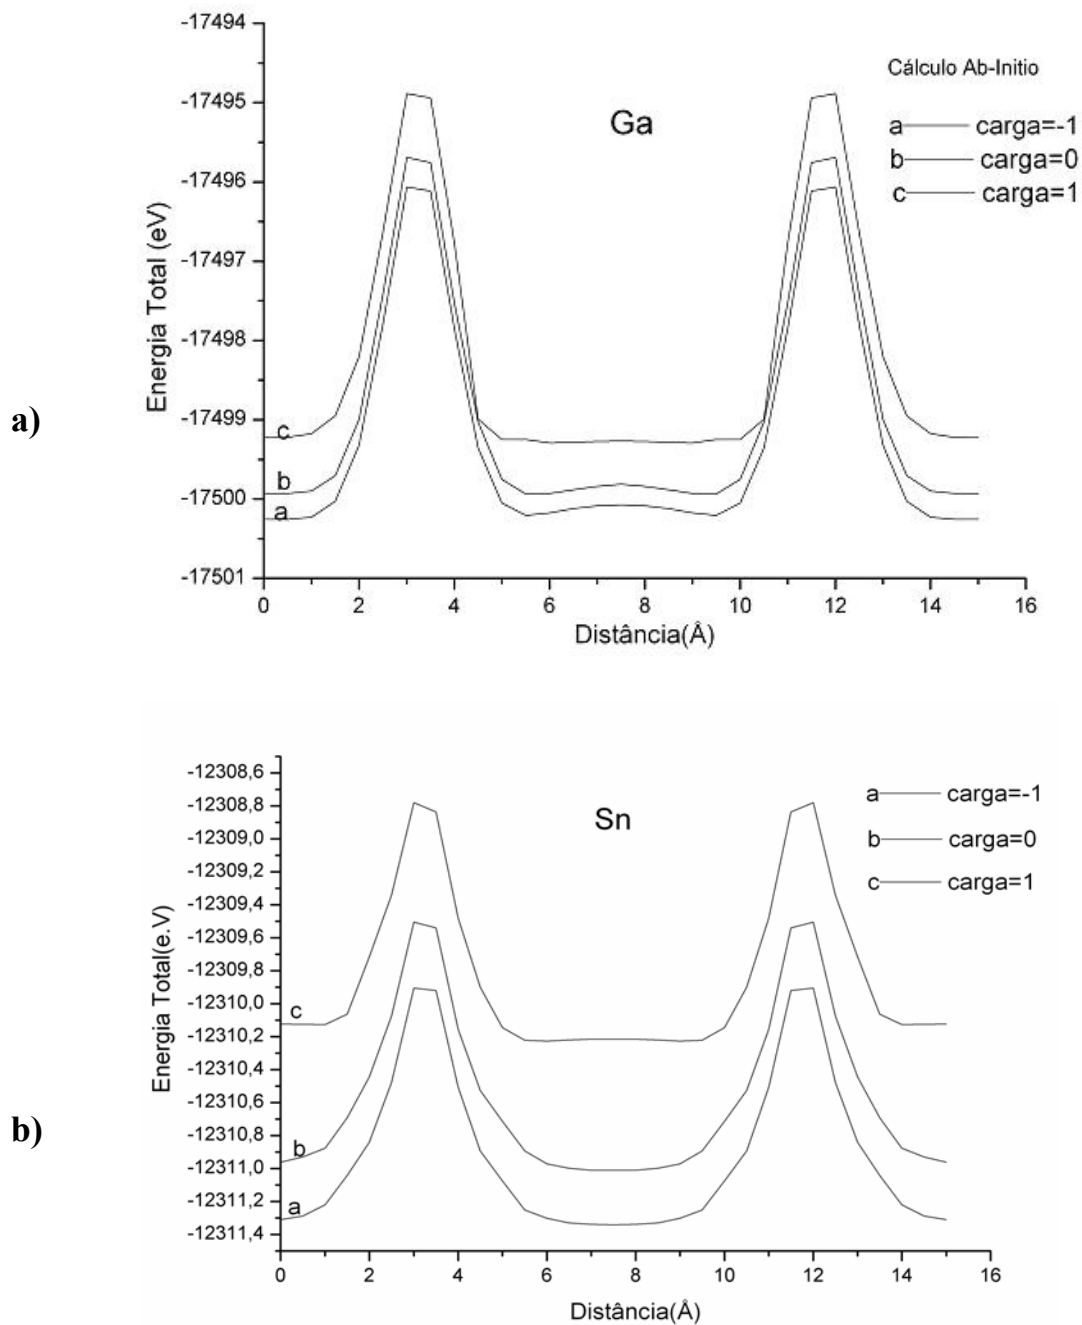 a)
Energia Total (eV)
-17494
-17495
-17496
-17497
-17498
-17499
-17500
-17501
Ga
Cálculo Ab-Initio
a carga=-1
b carga=0
c carga=1
c
b
a
0 2 4 6 8 10 12 14 16
Distância(Å)
b)
Energia Total(e.V)
-12308,6
-12308,8
-12309,0
-12309,2
-12309,4
-12309,6
-12309,8
-12310,0
-12310,2
-12310,4
-12310,6
-12310,8
-12311,0
-12311,2
-12311,4
Sn
a carga=-1
b carga=0
c carga=1
c
b
a
0 2 4 6 8 10 12 14 16
Distância(Å)